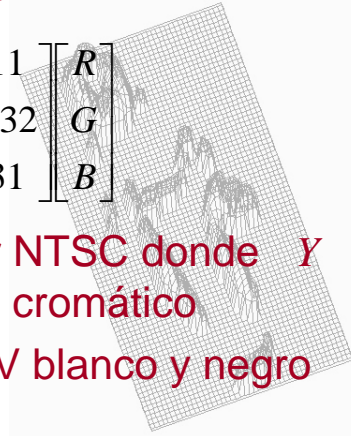 11 R
32 G
31 B
NTSC donde Y
cromático
V blanco y negro